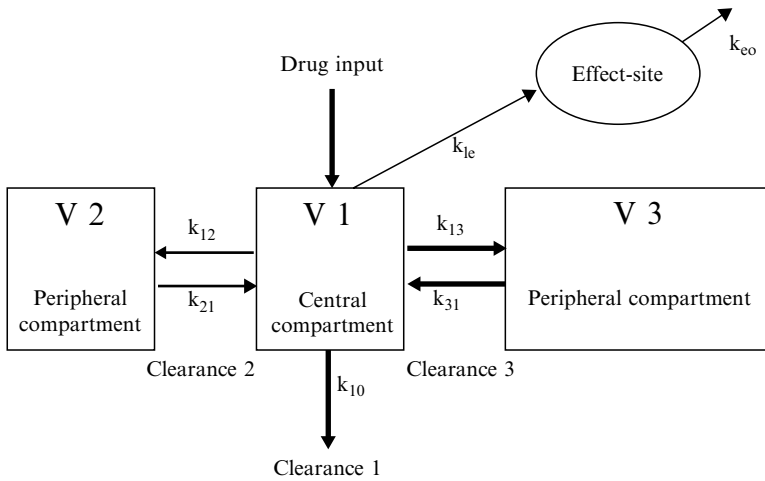 Drug input
Effect-site
k_eo
k_le
V 2
V 1
V 3
k_12
k_13
k_21
k_31
Peripheral
compartment
Central
compartment
Peripheral compartment
Clearance 2
k_10
Clearance 3
Clearance 1